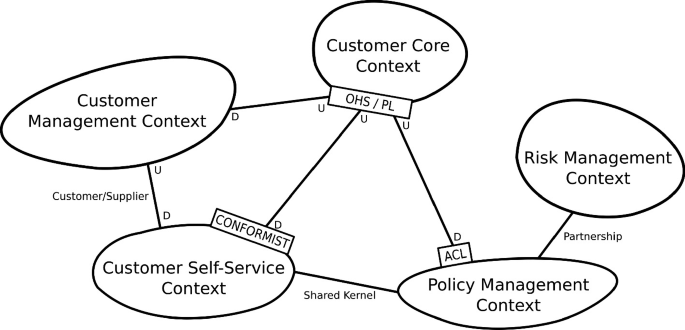 Customer Core
Context
OHS / PL
U
U
U
Customer
Management Context
D
U
Customer/Supplier
D
Risk Management
Context
Partnership
CONFORMIST
D
D
ACL
Customer Self-Service
Context
Shared Kernel
Policy Management
Context